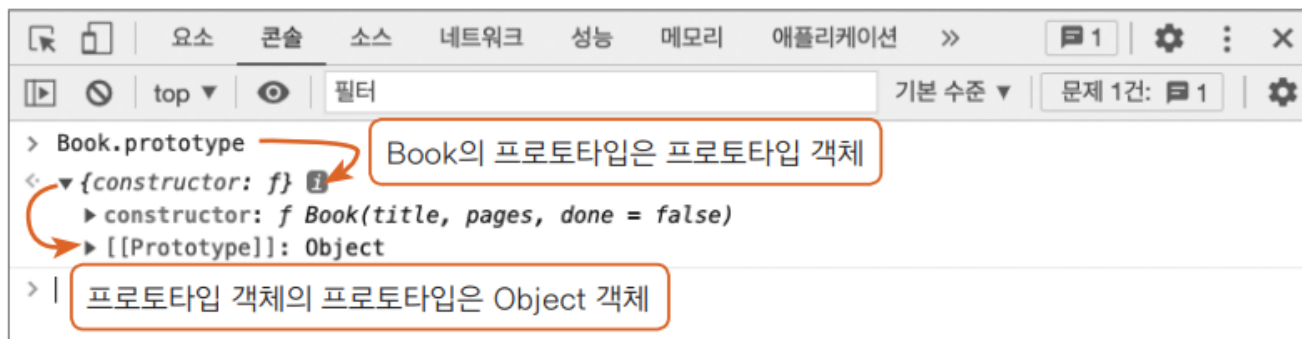 요소 콘솔 소스 네트워크 성능 메모리 애플리케이션 » 1
top ▼ 필터 기본 수준 ▼ 문제 1건: 1
> Book.prototype
Book의 프로토타입은 프로토타입 객체
<· ▼ {constructor: f} i
▶ constructor: f Book(title, pages, done = false)
▶ [[Prototype]]: Object
>
프로토타입 객체의 프로토타입은 Object 객체